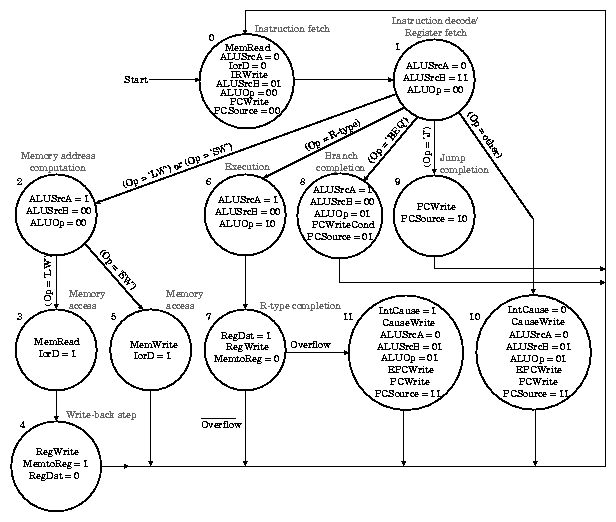 Instruction fetch
0
MemRead
ALUSrcA = 0
IorD = 0
IRWrite
ALUSrcB = 01
ALUOp = 00
PCWrite
PCSource = 00
Start
Instruction decode/
Register fetch
1
ALUSrcA = 0
ALUSrcB = 11
ALUOp = 00
(Op = 'LW') or (Op = 'SW')
(Op = R-type)
(Op = 'BEQ')
(Op = 'J')
(Op = other)
Memory address
computation
2
ALUSrcA = 1
ALUSrcB = 00
ALUOp = 00
Execution
6
ALUSrcA = 1
ALUSrcB = 00
ALUOp = 10
Branch
completion
8
ALUSrcA = 1
ALUSrcB = 00
ALUOp = 01
PCWriteCond
PCSource = 01
Jump
completion
9
PCWrite
PCSource = 10
(Op = 'LW')
(Op = 'SW')
Memory
access
3
MemRead
IorD = 1
Memory
access
5
MemWrite
IorD = 1
R-type completion
7
RegDst = 1
RegWrite
MemtoReg = 0
Overflow
Overflow
11
IntCause = 1
CauseWrite
ALUSrcA = 0
ALUSrcB = 01
ALUOp = 01
EPCWrite
PCWrite
PCSource = 11
10
IntCause = 0
CauseWrite
ALUSrcA = 0
ALUSrcB = 01
ALUOp = 01
EPCWrite
PCWrite
PCSource = 11
Write-back step
4
RegWrite
MemtoReg = 1
RegDst = 0